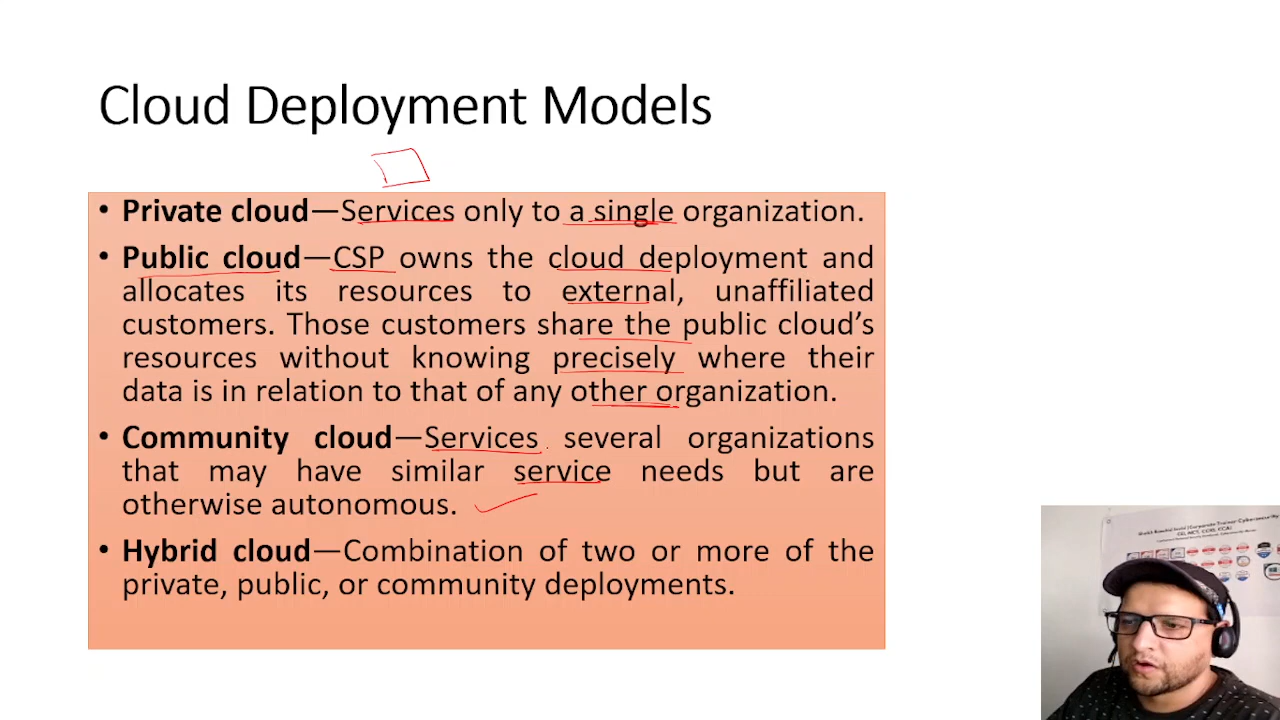 Cloud Deployment Models
• Private cloud—Services only to a single organization.
• Public cloud—CSP owns the cloud deployment and
allocates its resources to external, unaffiliated
customers. Those customers share the public cloud's
resources without knowing precisely where their
data is in relation to that of any other organization.
• Community cloud—Services several organizations
that may have similar service needs but are
otherwise autonomous.
• Hybrid cloud—Combination of two or more of the
private, public, or community deployments.